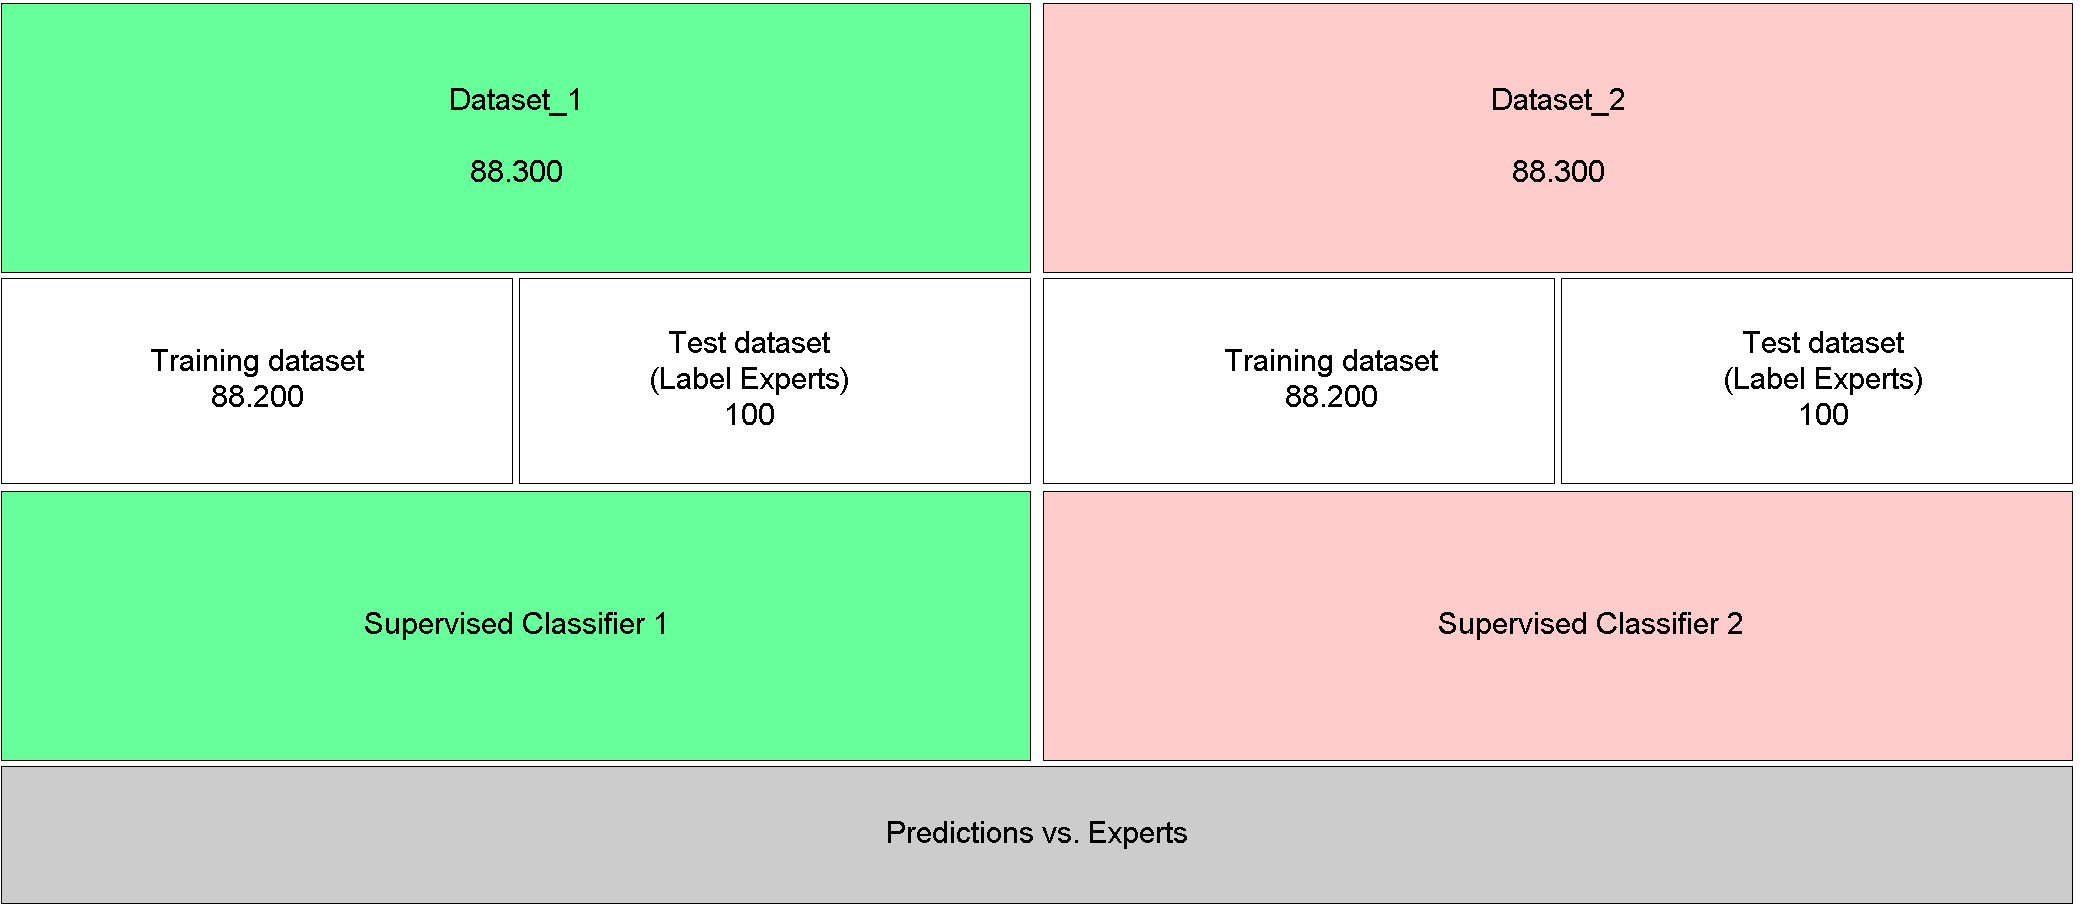 Dataset_1
88.300
Dataset_2
88.300
Training dataset
88.200
Test dataset
(Label Experts)
100
Training dataset
88.200
Test dataset
(Label Experts)
100
Supervised Classifier 1
Supervised Classifier 2
Predictions vs. Experts